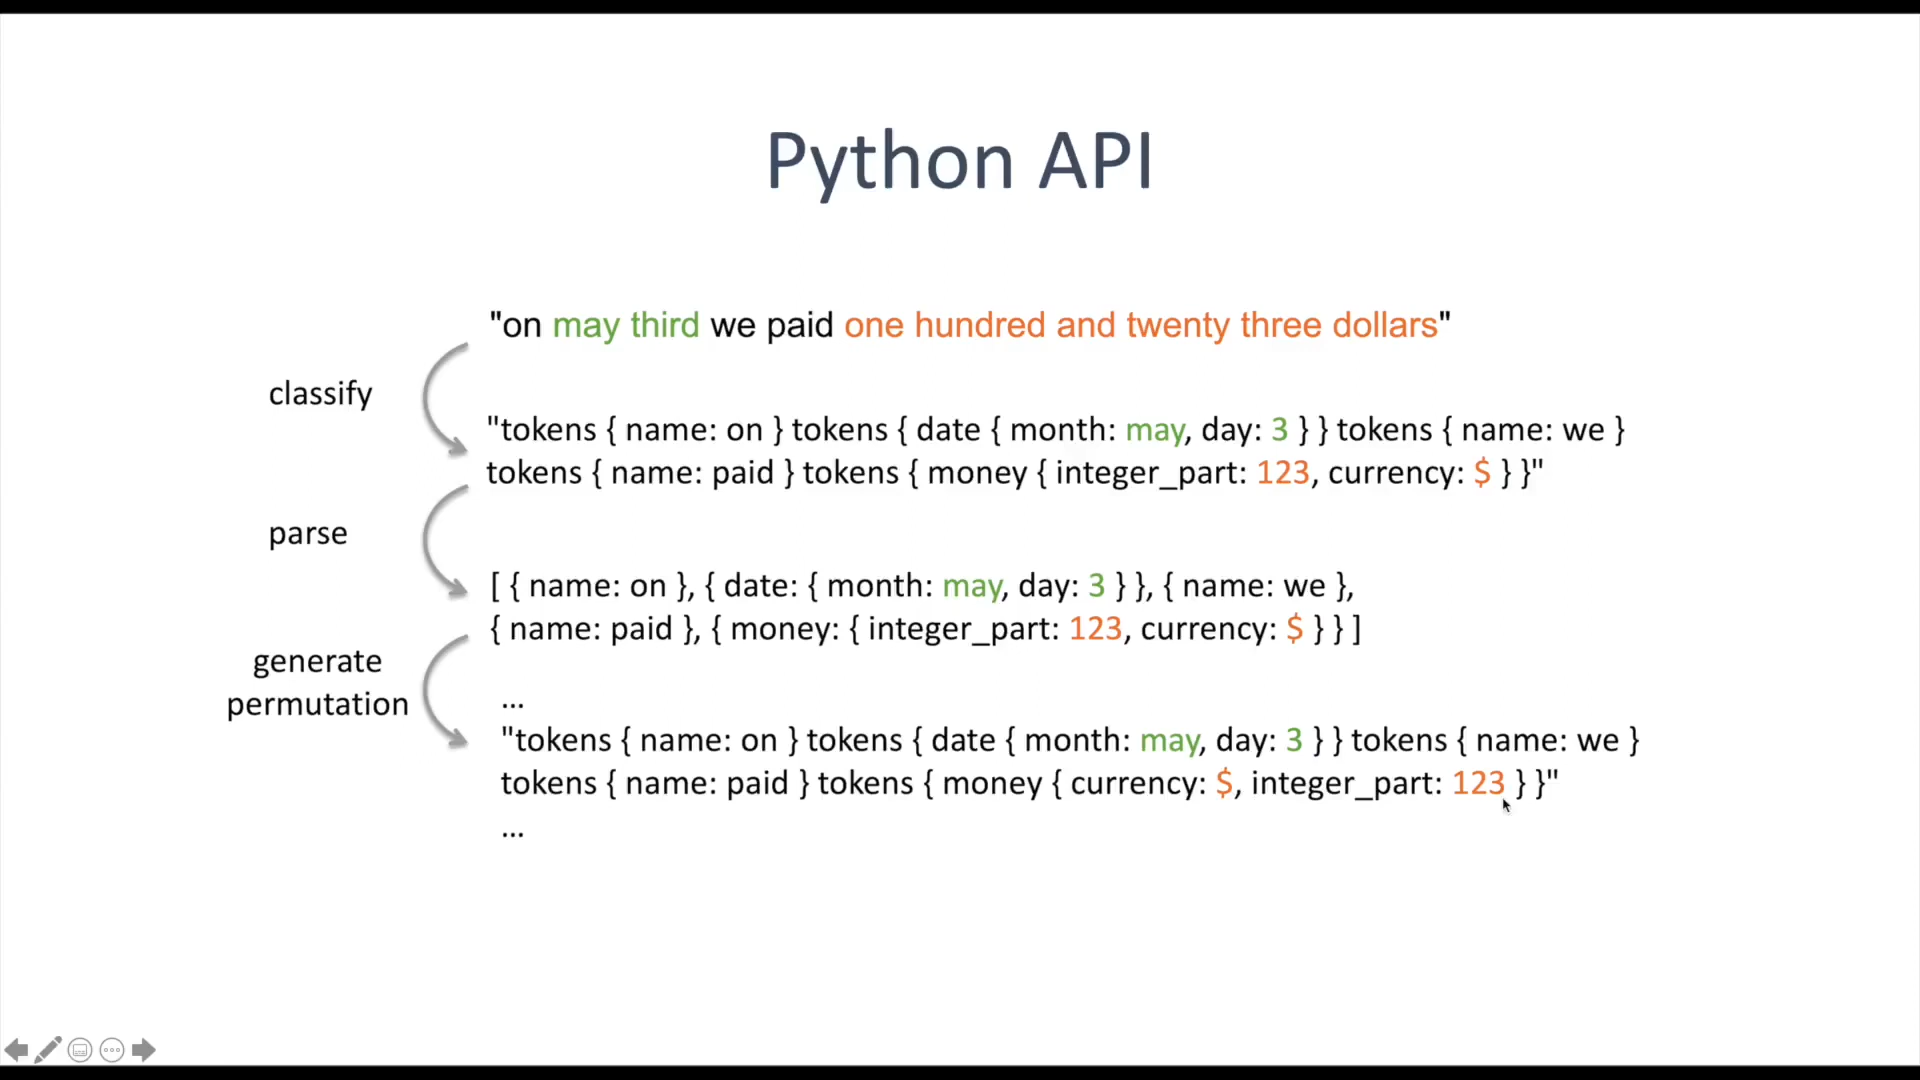 Python API
"on may third we paid one hundred and twenty three dollars"
classify
"tokens { name: on } tokens { date { month: may, day: 3 } } tokens { name: we }
tokens { name: paid } tokens { money { integer_part: 123, currency: $ } }"
parse
[ { name: on }, { date: { month: may, day: 3 } }, { name: we },
{ name: paid }, { money: { integer_part: 123, currency: $ } } ]
generate
permutation
...
"tokens { name: on } tokens { date { month: may, day: 3 } } tokens { name: we }
tokens { name: paid } tokens { money { currency: $, integer_part: 123 } }"
...